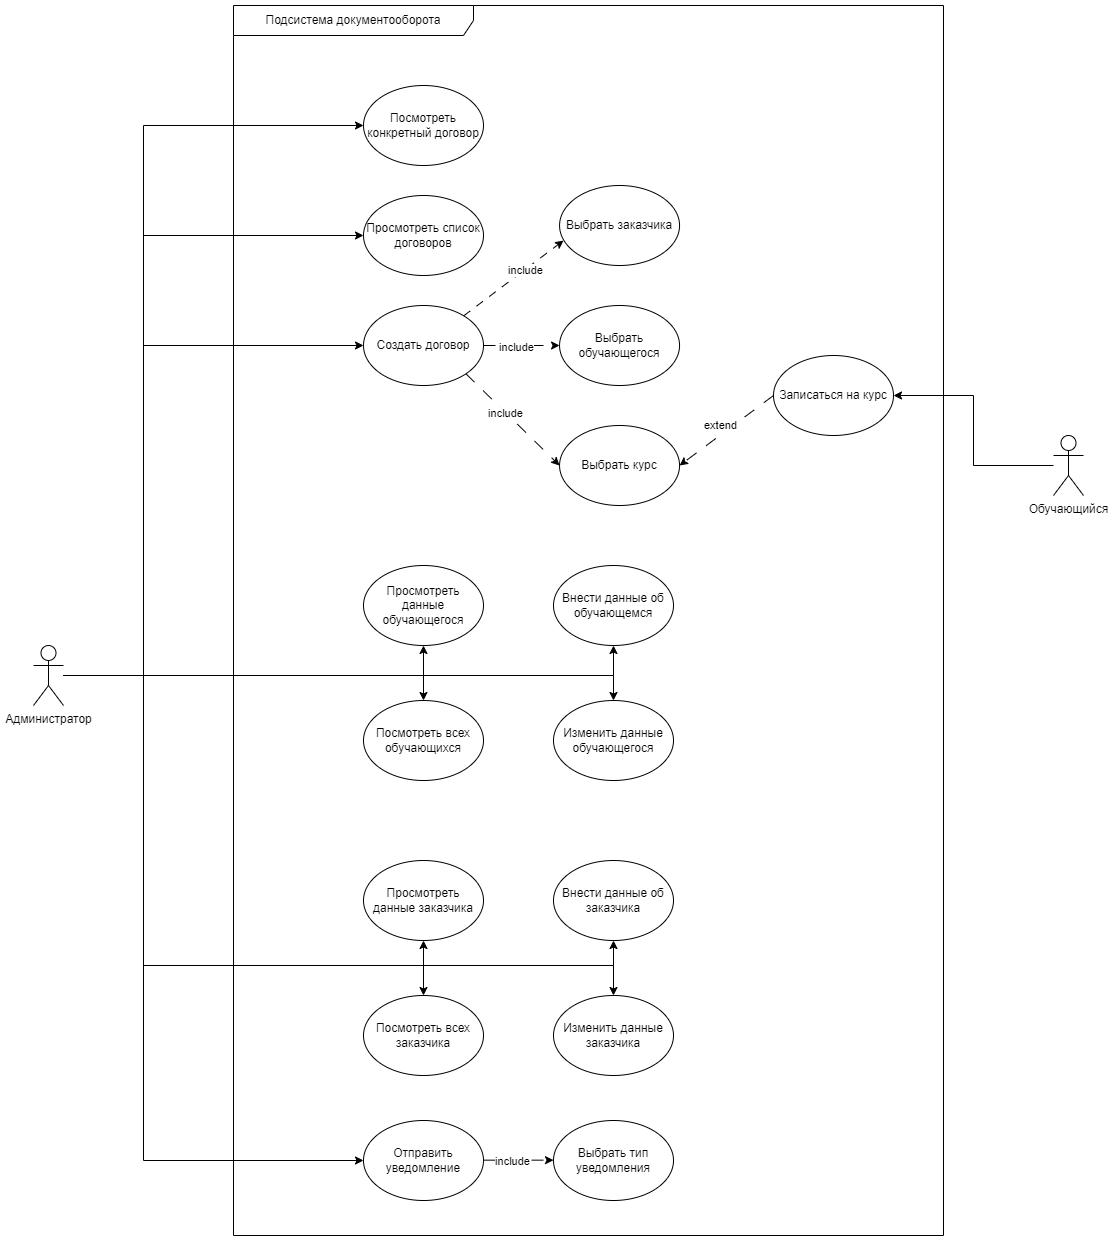 Подсистема документооборота
Посмотреть
конкретный договор
Просмотреть список
договоров
Выбрать заказчика
include
Создать договор
include
Выбрать
обучающегося
include
Записаться на курс
extend
Выбрать курс
Обучающийся
Просмотреть
данные
обучающегося
Внести данные об
обучающемся
Администратор
Посмотреть всех
обучающихся
Изменить данные
обучающегося
Просмотреть
данные заказчика
Внести данные об
заказчика
Посмотреть всех
заказчика
Изменить данные
заказчика
Отправить
уведомление
include
Выбрать тип
уведомления